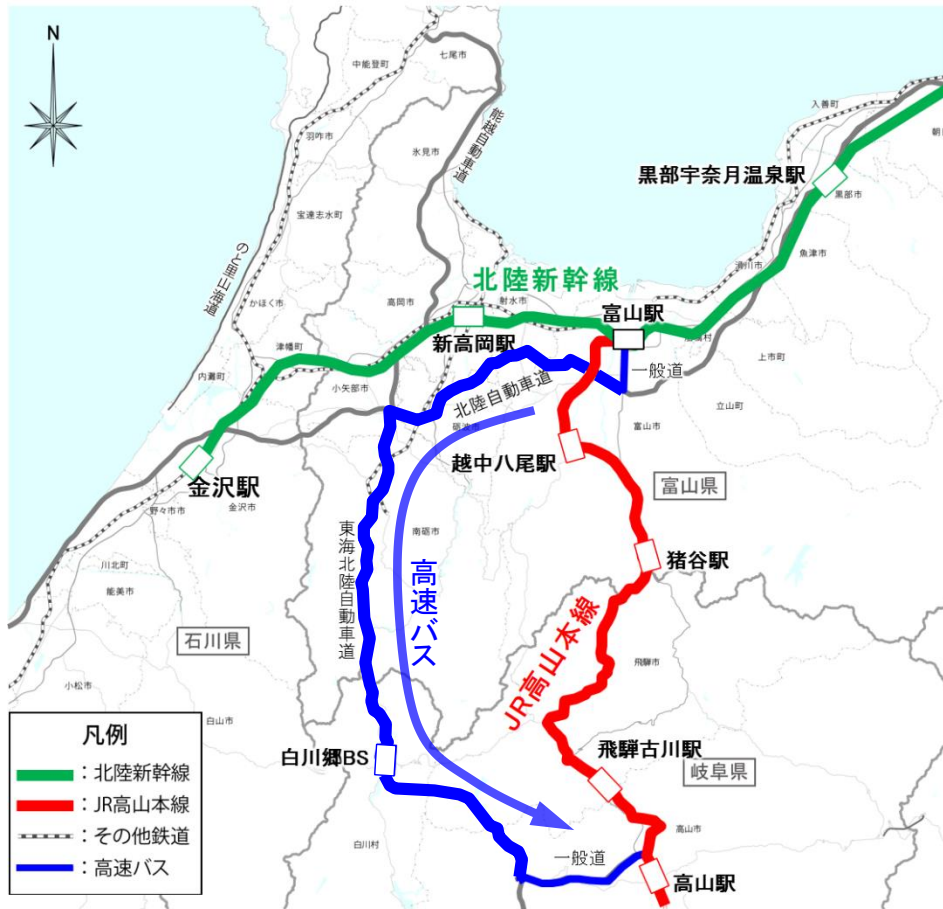 N
七尾市
中能登町
能越自動車道
入善町
羽咋市
氷見市
黒部宇奈月温泉駅
黒部市
宝達志水町
のと里山海道
魚津市
滑川市
北陸新幹線
かほく市
高岡市
射水市
富山駅
新高岡駅
津幡町
一般道
上市町
内灘町
小矢部市
北陸自動車道
立山町
砺波市
富山市
越中八尾駅
金沢駅
富山県
野々市市
金沢市
東海北陸自動車道
南砺市
高速バス
猪谷駅
川北町
能美市
石川県
JR高山本線
飛騨市
小松市
白山市
白川郷BS
飛騨古川駅
岐阜県
白川村
一般道
高山市
高山駅
凡例
:北陸新幹線
:JR高山本線
:その他鉄道
:高速バス